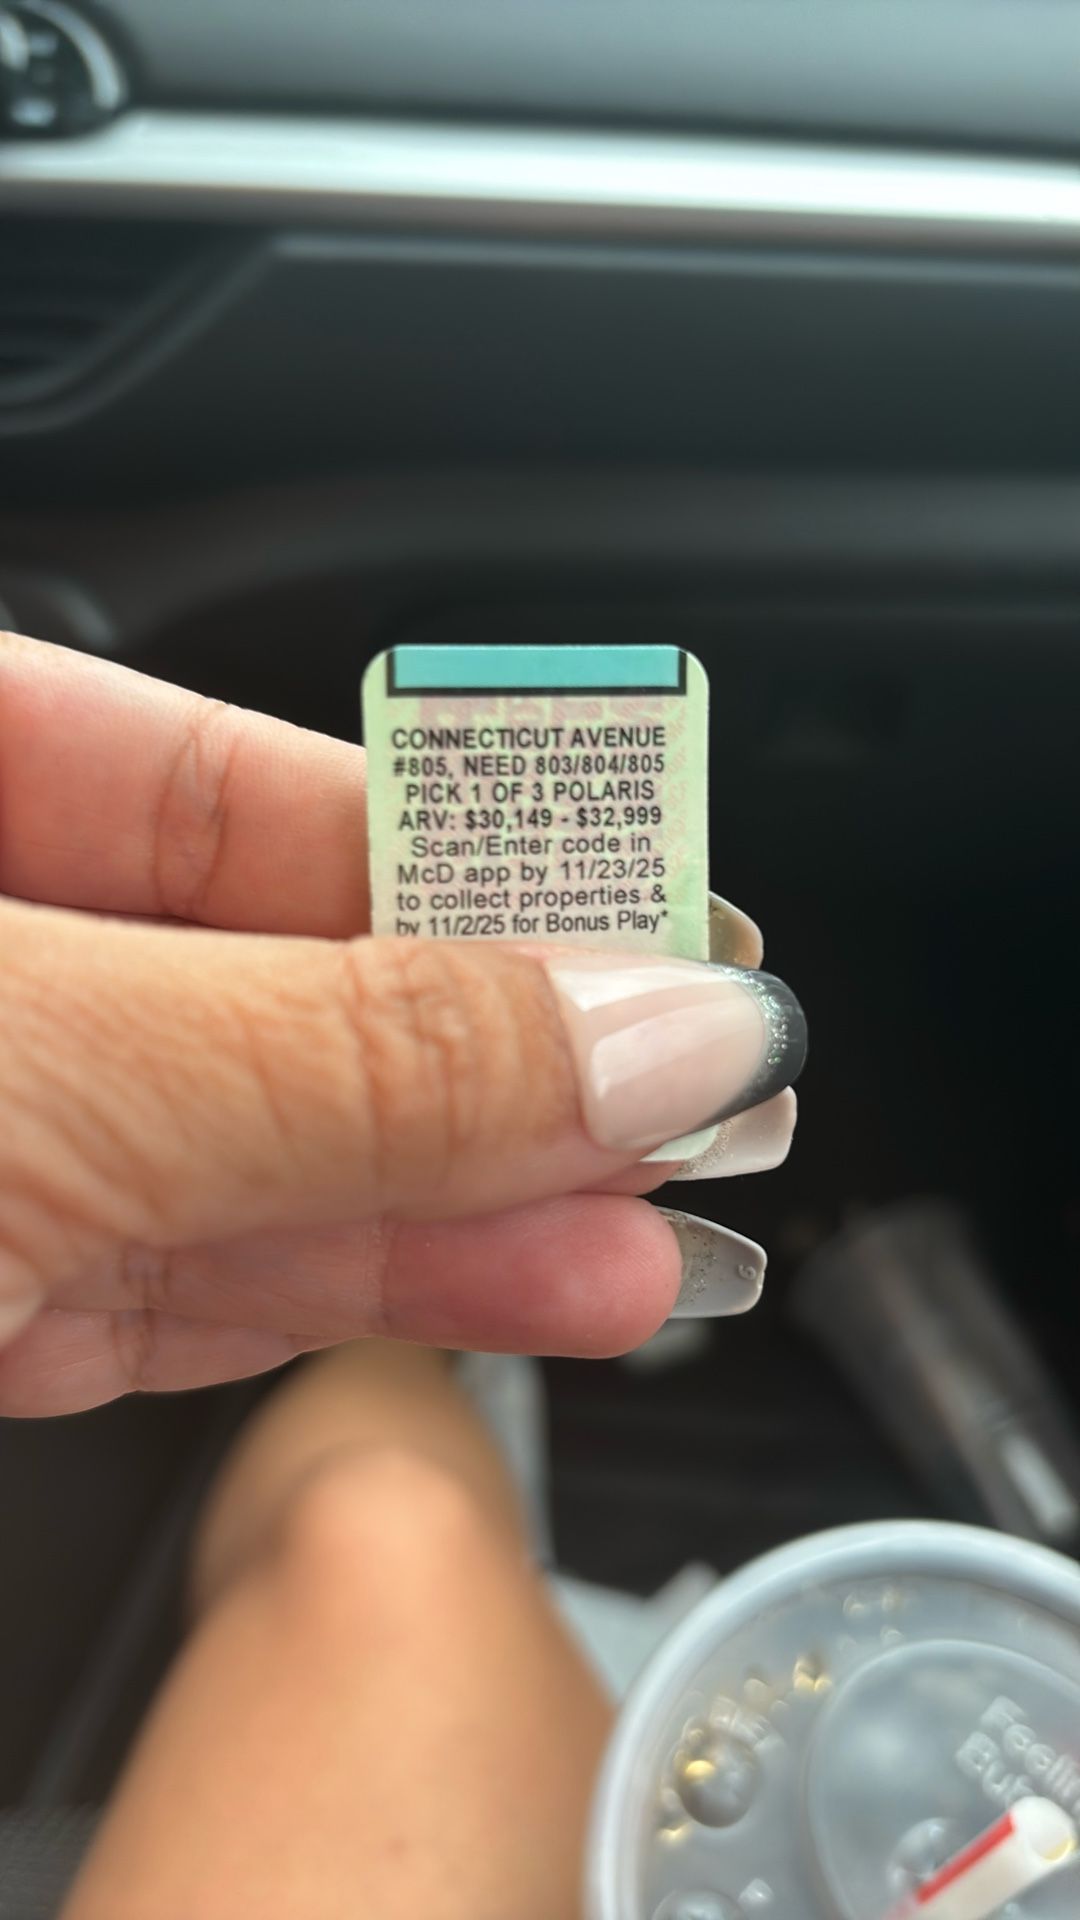 CONNECTICUT AVENUE
#805, NEED 803/804/805
PICK 1 OF 3 POLARIS
ARV: $30,149 - $32,999
Scan/Enter code in
McD app by 11/23/25
to collect properties &
by 11/2/25 for Bonus Play*